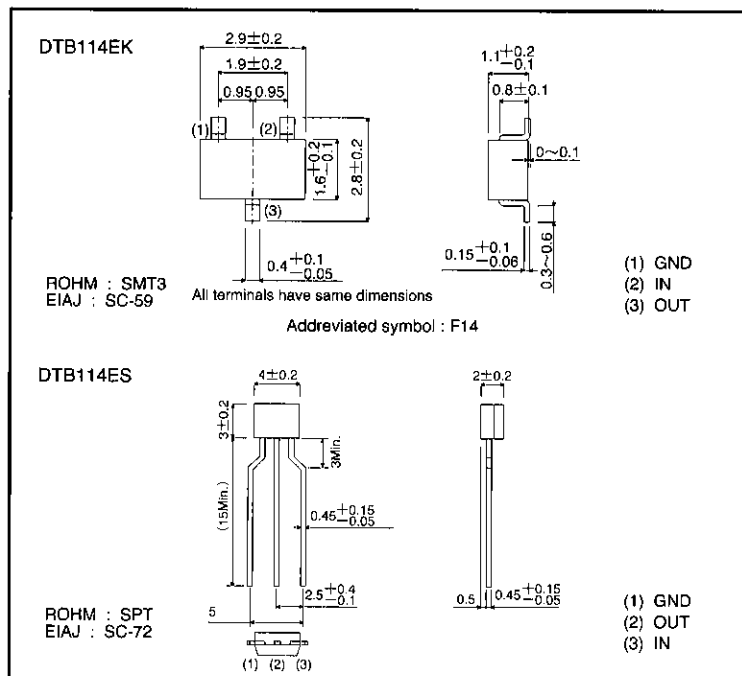 DTB114EK
2.9±0.2
1.9±0.2
0.95 0.95
(1)
(2)
(3)
1.6 +0.2 −0.1
2.8±0.2
0.4 +0.1 −0.05
1.1 +0.2 −0.1
0.8±0.1
0~0.1
0.15 +0.1 −0.06
0.3~0.6
ROHM : SMT3
EIAJ : SC-59
All terminals have same dimensions
Addreviated symbol : F14
(1) GND
(2) IN
(3) OUT
DTB114ES
4±0.2
3±0.2
(15Min.)
3Min.
0.45 +0.15 −0.05
2.5 +0.4 −0.1
5
(1) (2) (3)
2±0.2
0.5
0.45 +0.15 −0.05
ROHM : SPT
EIAJ : SC-72
(1) GND
(2) OUT
(3) IN